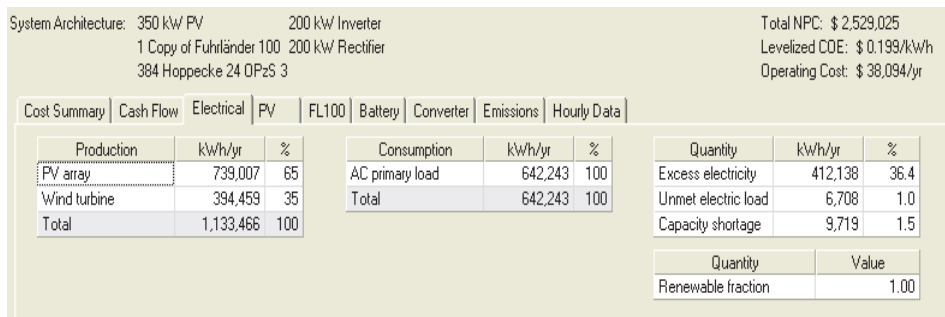 System Architecture: 350 kW PV 200 kW Inverter Total NPC: $ 2,529,025
1 Copy of Fuhrländer 100 200 kW Rectifier Levelized COE: $ 0.199/kWh
384 Hoppecke 24 OPzS 3 Operating Cost: $ 38,094/yr
Cost Summary Cash Flow Electrical PV FL100 Battery Converter Emissions Hourly Data
Production kWh/yr % Consumption kWh/yr % Quantity kWh/yr %
PV array 739,007 65 AC primary load 642,243 100 Excess electricity 412,138 36.4
Wind turbine 394,459 35 Total 642,243 100 Unmet electric load 6,708 1.0
Total 1,133,466 100 Capacity shortage 9,719 1.5
Quantity Value
Renewable fraction 1.00